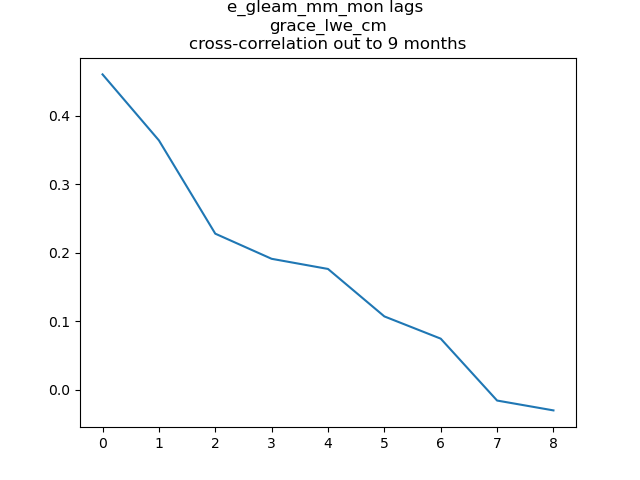 e_gleam_mm_mon lags
grace_lwe_cm
cross-correlation out to 9 months
0.4
0.3
0.2
0.1
0.0
0 1 2 3 4 5 6 7 8